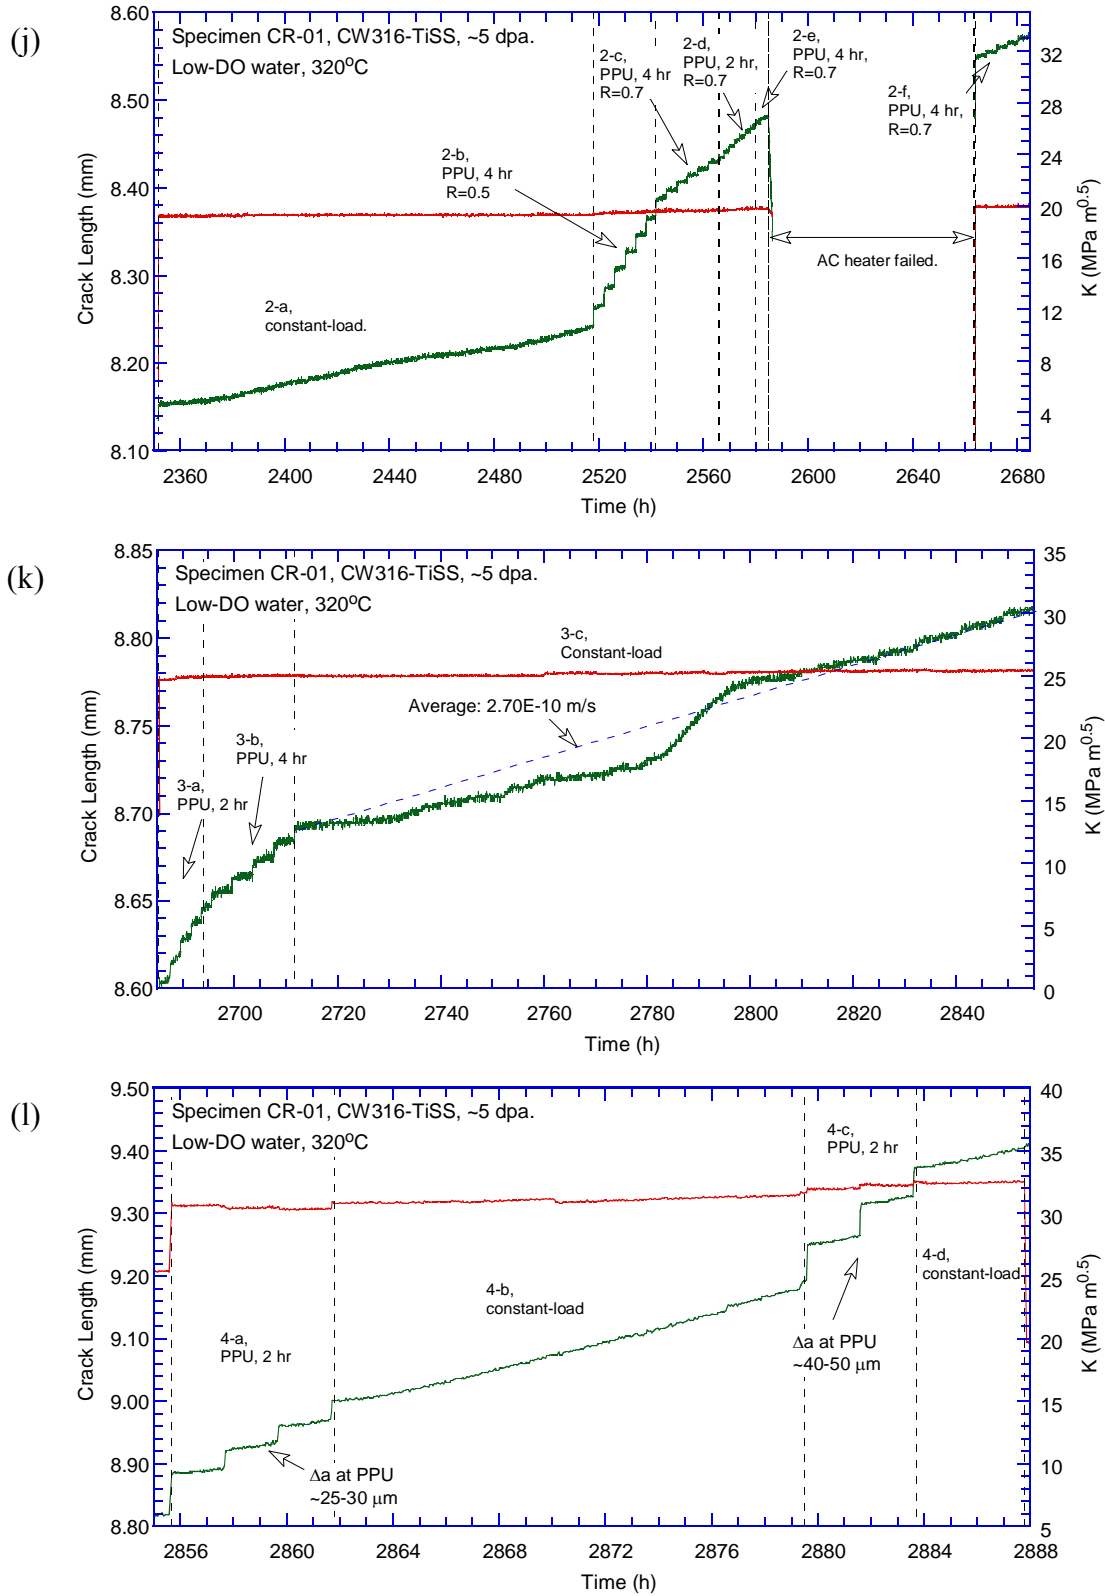 (j)
Specimen CR-01, CW316-TiSS, ~5 dpa.
Low-DO water, 320°C
2-c,
PPU, 4 hr
R=0.7
2-d,
PPU, 2 hr,
R=0.7
2-e,
PPU, 4 hr,
R=0.7
2-f,
PPU, 4 hr,
R=0.7
2-b,
PPU, 4 hr
R=0.5
2-a,
constant-load.
AC heater failed.
8.60
8.50
8.40
8.30
8.20
8.10
Crack Length (mm)
32
28
24
20
16
12
8
4
K (MPa m^0.5)
2360 2400 2440 2480 2520 2560 2600 2640 2680
Time (h)
(k)
Specimen CR-01, CW316-TiSS, ~5 dpa.
Low-DO water, 320°C
3-c,
Constant-load
Average: 2.70E-10 m/s
3-b,
PPU, 4 hr
3-a,
PPU, 2 hr
8.85
8.80
8.75
8.70
8.65
8.60
Crack Length (mm)
35
30
25
20
15
10
5
0
K (MPa m^0.5)
2700 2720 2740 2760 2780 2800 2820 2840
Time (h)
(l)
Specimen CR-01, CW316-TiSS, ~5 dpa.
Low-DO water, 320°C
4-c,
PPU, 2 hr
4-b,
constant-load
4-d,
constant-load
4-a,
PPU, 2 hr
Δa at PPU
~40-50 μm
Δa at PPU
~25-30 μm
9.50
9.40
9.30
9.20
9.10
9.00
8.90
8.80
Crack Length (mm)
40
35
30
25
20
15
10
5
K (MPa m^0.5)
2856 2860 2864 2868 2872 2876 2880 2884 2888
Time (h)